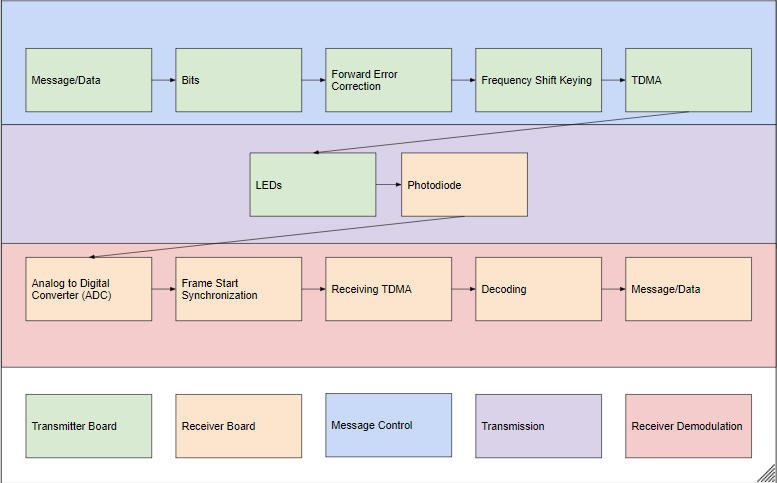 Message/Data
Bits
Forward Error
Correction
Frequency Shift Keying
TDMA
LEDs
Photodiode
Analog to Digital
Converter (ADC)
Frame Start
Synchronization
Receiving TDMA
Decoding
Message/Data
Transmitter Board
Receiver Board
Message Control
Transmission
Receiver Demodulation